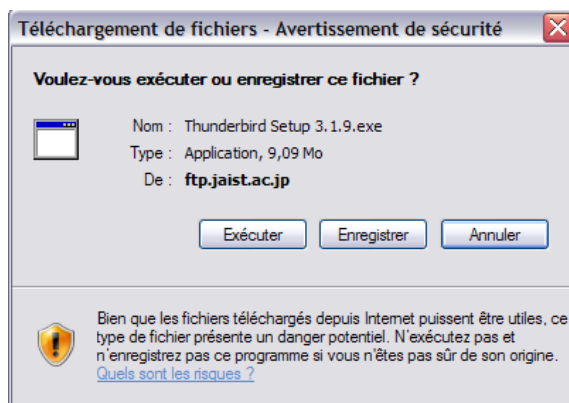 Téléchargement de fichiers - Avertissement de sécurité
Voulez-vous exécuter ou enregistrer ce fichier ?
Nom : Thunderbird Setup 3.1.9.exe
Type : Application, 9,09 Mo
De : ftp.jaist.ac.jp
Exécuter Enregistrer Annuler
Bien que les fichiers téléchargés depuis Internet puissent être utiles, ce
type de fichier présente un danger potentiel. N'exécutez pas et
n'enregistrez pas ce programme si vous n'êtes pas sûr de son origine.
Quels sont les risques ?